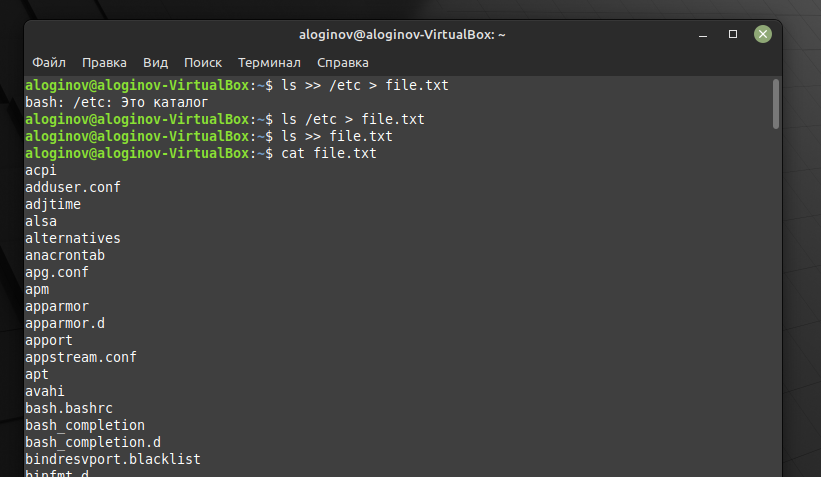 aloginov@aloginov-VirtualBox: ~
Файл Правка Вид Поиск Терминал Справка
aloginov@aloginov-VirtualBox:~$ ls >> /etc > file.txt
bash: /etc: Это каталог
aloginov@aloginov-VirtualBox:~$ ls /etc > file.txt
aloginov@aloginov-VirtualBox:~$ ls >> file.txt
aloginov@aloginov-VirtualBox:~$ cat file.txt
acpi
adduser.conf
adjtime
alsa
alternatives
anacrontab
apg.conf
apm
apparmor
apparmor.d
apport
appstream.conf
apt
avahi
bash.bashrc
bash_completion
bash_completion.d
bindresvport.blacklist
binfmt.d